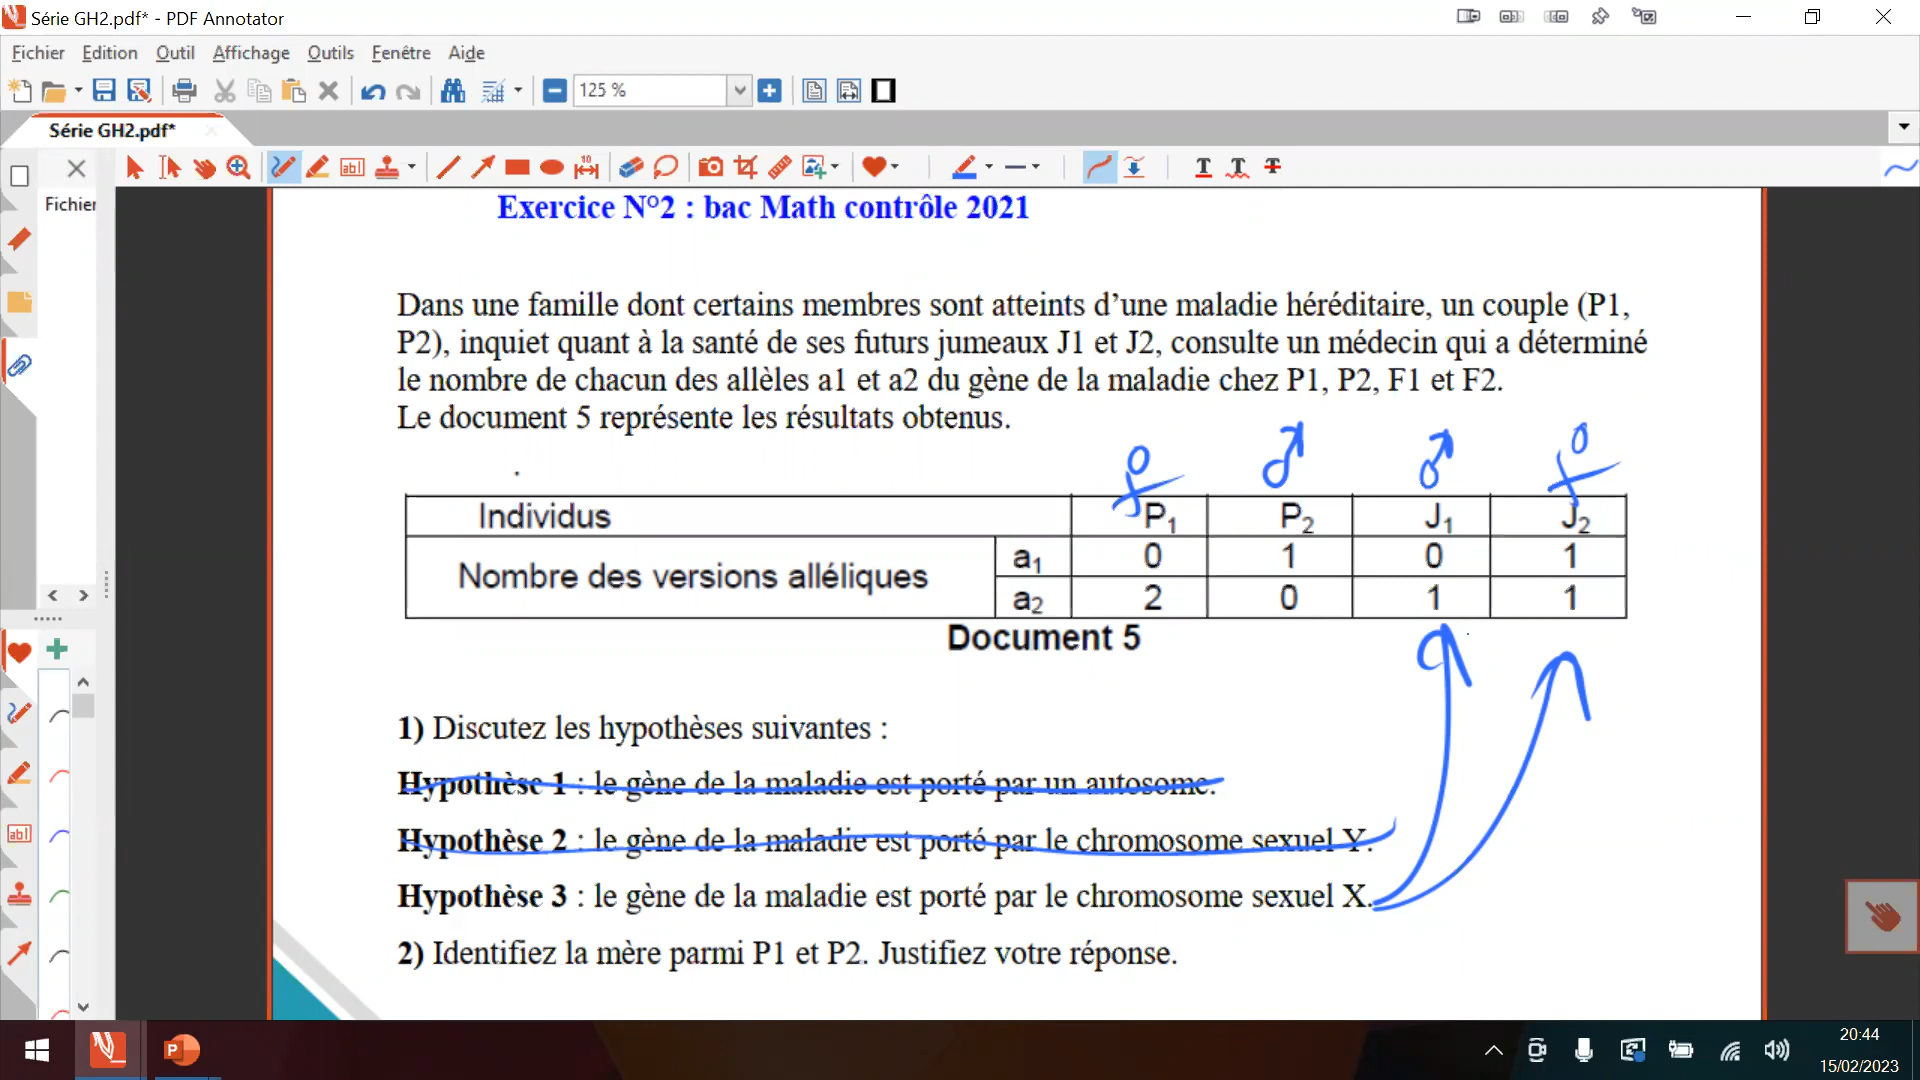 Série GH2.pdf* - PDF Annotator
Fichier Edition Outil Affichage Outils Fenêtre Aide
125 %
Série GH2.pdf*
Fichier
Exercice N°2 : bac Math contrôle 2021
Dans une famille dont certains membres sont atteints d’une maladie héréditaire, un couple (P1,
P2), inquiet quant à la santé de ses futurs jumeaux J1 et J2, consulte un médecin qui a déterminé
le nombre de chacun des allèles a1 et a2 du gène de la maladie chez P1, P2, F1 et F2.
Le document 5 représente les résultats obtenus.
♀ ♂ ♂ ♀
Individus P1 P2 J1 J2
Nombre des versions alléliques a1 0 1 0 1
a2 2 0 1 1
Document 5
1) Discutez les hypothèses suivantes :
Hypothèse 1 : le gène de la maladie est porté par un autosome.
Hypothèse 2 : le gène de la maladie est porté par le chromosome sexuel Y.
Hypothèse 3 : le gène de la maladie est porté par le chromosome sexuel X.
2) Identifiez la mère parmi P1 et P2. Justifiez votre réponse.
20:44
15/02/2023